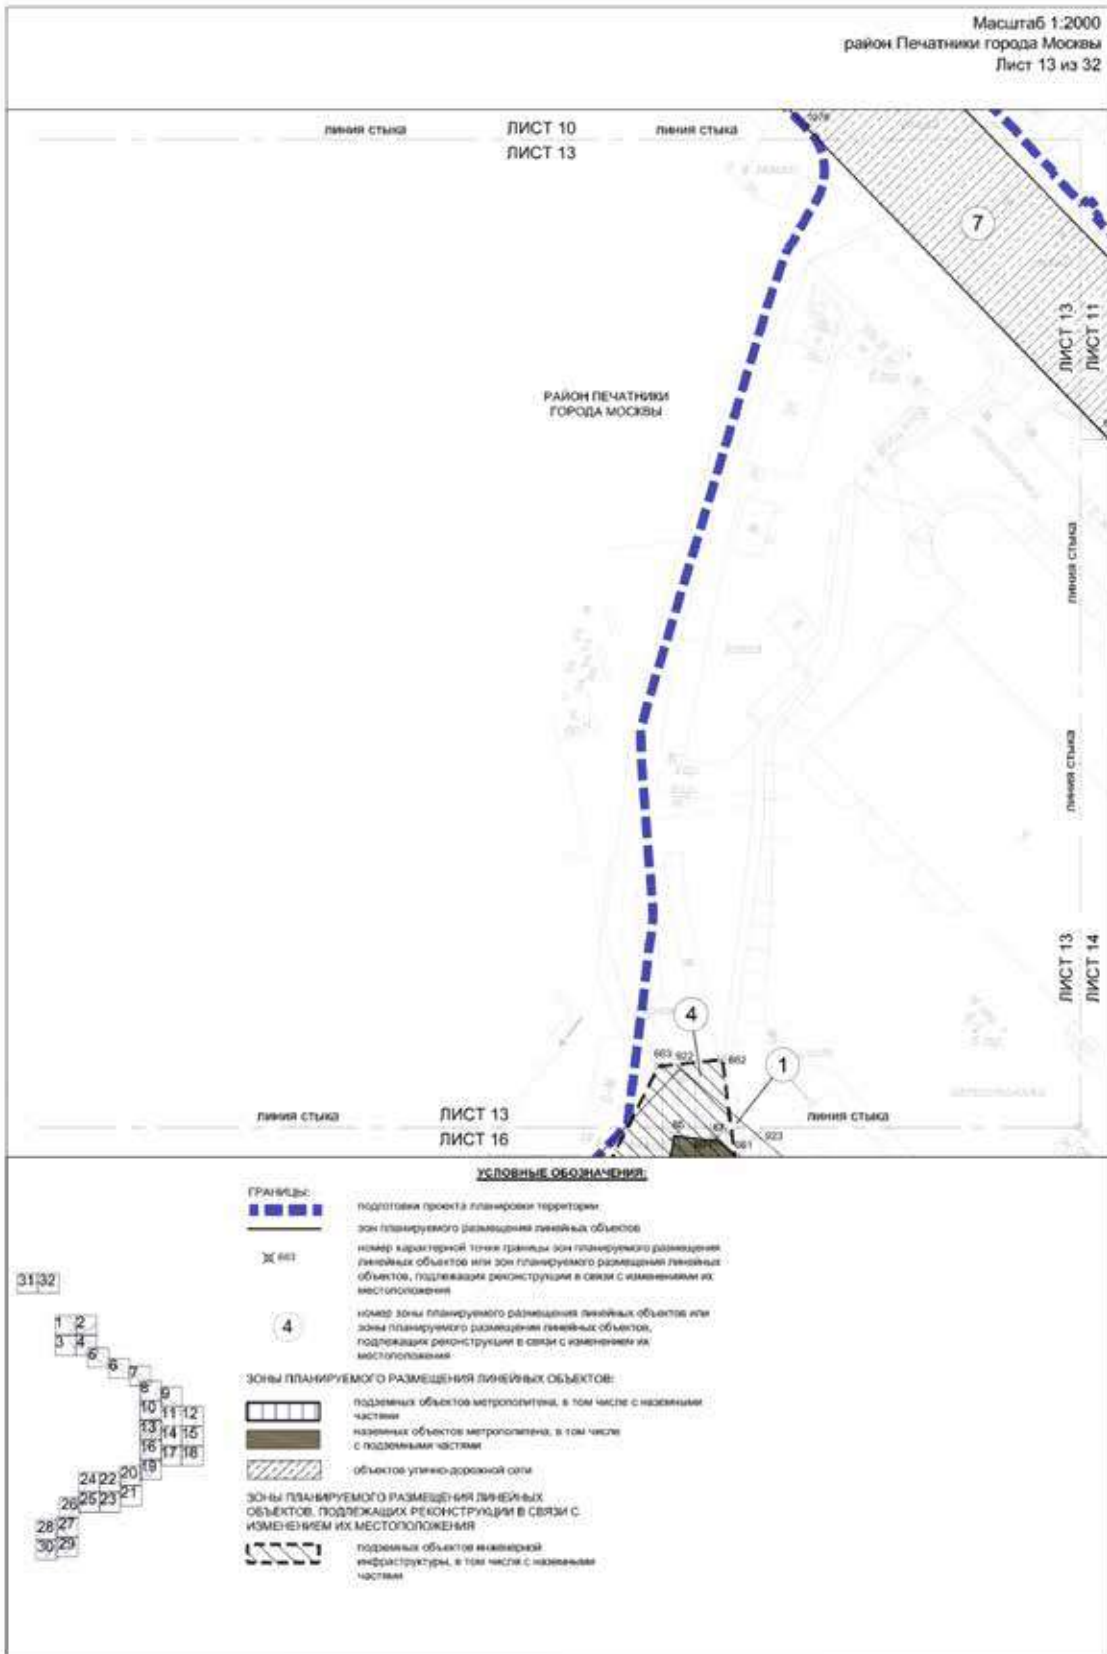 Масштаб 1:2000
район Печатники города Москвы
Лист 13 из 32
линия стыка ЛИСТ 10 линия стыка
ЛИСТ 13
7
ЛИСТ 13
ЛИСТ 11
РАЙОН ПЕЧАТНИКИ
ГОРОДА МОСКВЫ
линия стыка
линия стыка
ЛИСТ 13
ЛИСТ 14
4
663 922 662
1
линия стыка ЛИСТ 13 линия стыка
ЛИСТ 16
923
661
УСЛОВНЫЕ ОБОЗНАЧЕНИЯ:
ГРАНИЦЫ:
подготовки проекта планировки территории
зон планируемого размещения линейных объектов
663
номер характерной точки границы зон планируемого размещения
линейных объектов или зон планируемого размещения линейных
объектов, подлежащих реконструкции в связи с изменениями их
местоположения
4
номер зоны планируемого размещения линейных объектов или
зоны планируемого размещения линейных объектов,
подлежащих реконструкции в связи с изменением их
местоположения
ЗОНЫ ПЛАНИРУЕМОГО РАЗМЕЩЕНИЯ ЛИНЕЙНЫХ ОБЪЕКТОВ:
подземных объектов метрополитена, в том числе с наземными
частями
наземных объектов метрополитена, в том числе
с подземными частями
объектов улично-дорожной сети
ЗОНЫ ПЛАНИРУЕМОГО РАЗМЕЩЕНИЯ ЛИНЕЙНЫХ
ОБЪЕКТОВ, ПОДЛЕЖАЩИХ РЕКОНСТРУКЦИИ В СВЯЗИ С
ИЗМЕНЕНИЕМ ИХ МЕСТОПОЛОЖЕНИЯ
подземных объектов инженерной
инфраструктуры, в том числе с наземными
частями
31 32
1 2
3 4
5
6
7
8
9
10
11 12
13
14 15
16
17 18
19
20
24 22
21
25 23
26
27
28
29
30